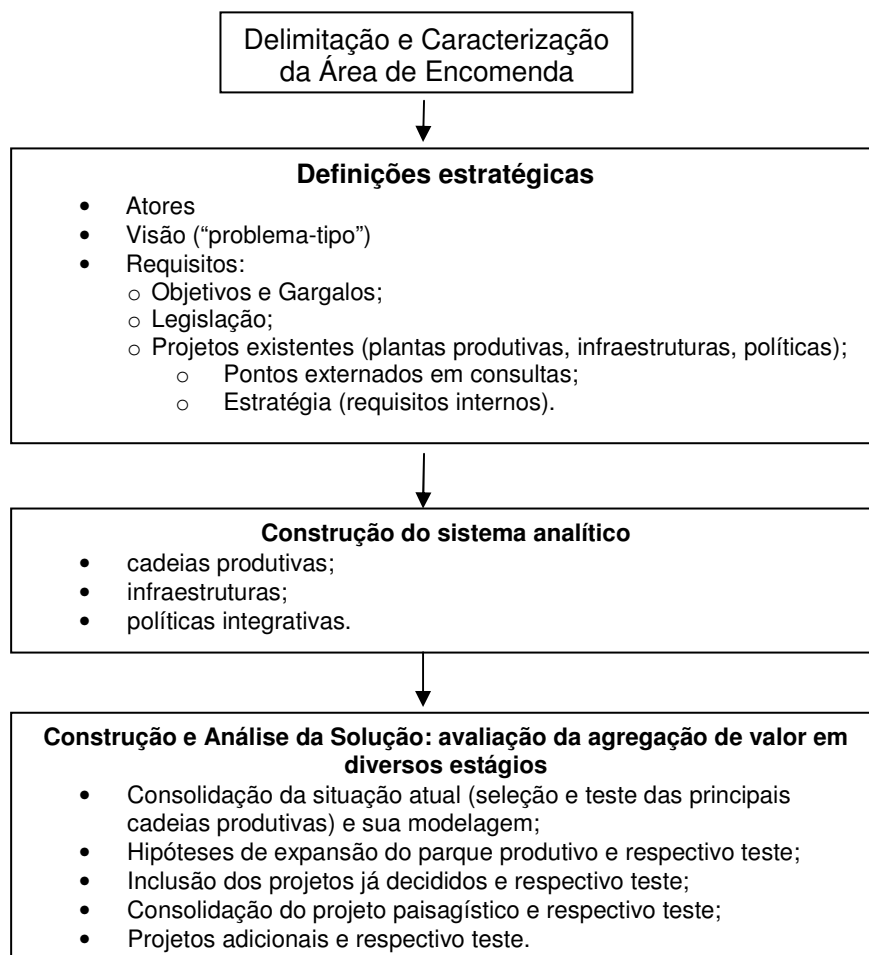 Delimitação e Caracterização
da Área de Encomenda
Definições estratégicas
• Atores
• Visão (“problema-tipo”)
• Requisitos:
o Objetivos e Gargalos;
o Legislação;
o Projetos existentes (plantas produtivas, infraestruturas, políticas);
o Pontos externados em consultas;
o Estratégia (requisitos internos).
Construção do sistema analítico
• cadeias produtivas;
• infraestruturas;
• políticas integrativas.
Construção e Análise da Solução: avaliação da agregação de valor em
diversos estágios
• Consolidação da situação atual (seleção e teste das principais
cadeias produtivas) e sua modelagem;
• Hipóteses de expansão do parque produtivo e respectivo teste;
• Inclusão dos projetos já decididos e respectivo teste;
• Consolidação do projeto paisagístico e respectivo teste;
• Projetos adicionais e respectivo teste.